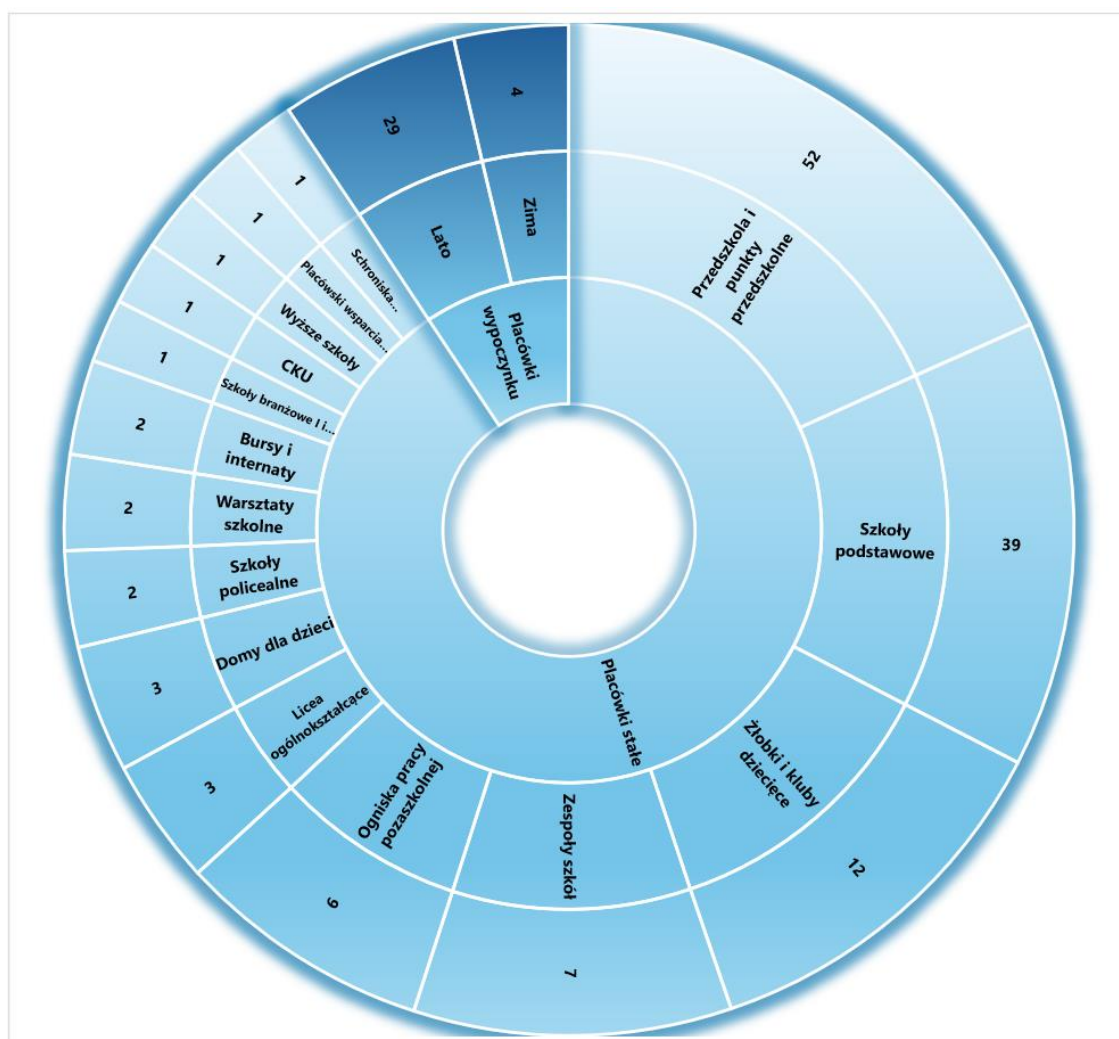 52
Przedszkola i
punkty
przedszkolne
39
Szkoły
podstawowe
12
Żłobki i kluby
dziecięce
7
Zespoły szkół
6
Ogniska pracy
pozaszkolnej
3
Licea
ogólnokształcące
3
Domy dla dzieci
2
Szkoły
policealne
2
Warsztaty
szkolne
2
Bursy i
internaty
1
Szkoły branżowe I i...
1
CKU
1
Wyższe szkoły
1
Placówski wsparcia...
1
Schroniska...
Placówki stałe
29
Lato
4
Zima
Placówki
wypoczynku